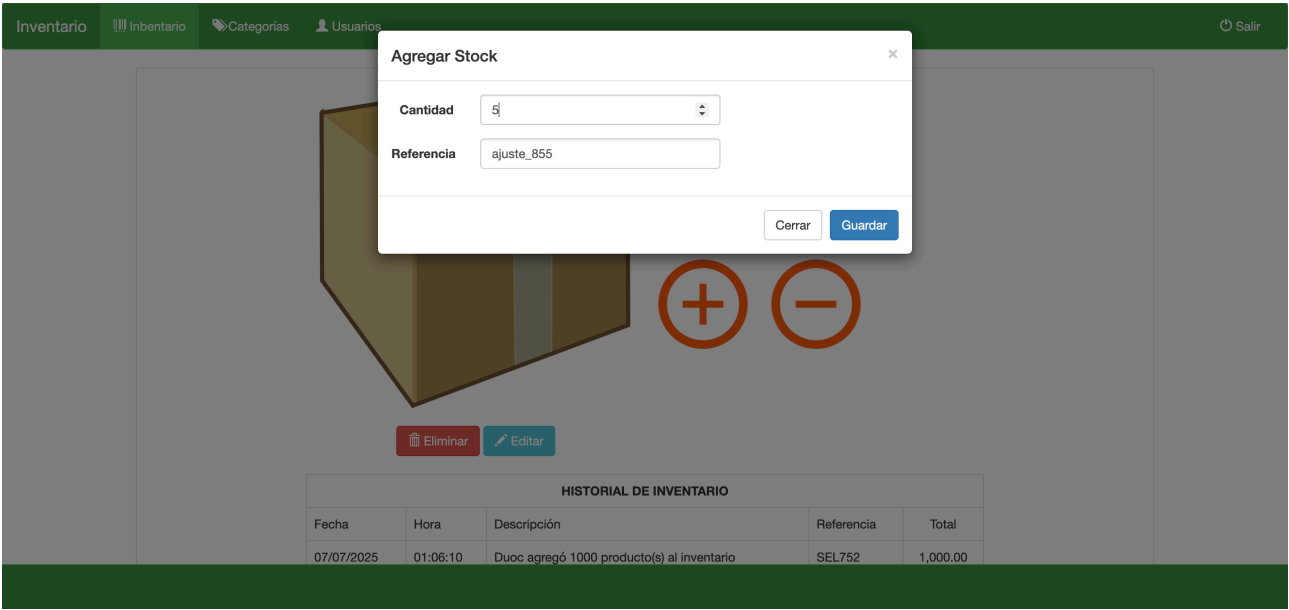 Inventario Inbentario Categorías Usuarios Salir
Agregar Stock ×
Cantidad 5
Referencia ajuste_855
Cerrar Guardar
Eliminar Editar
HISTORIAL DE INVENTARIO
Fecha Hora Descripción Referencia Total
07/07/2025 01:06:10 Duoc agregó 1000 producto(s) al inventario SEL752 1,000.00